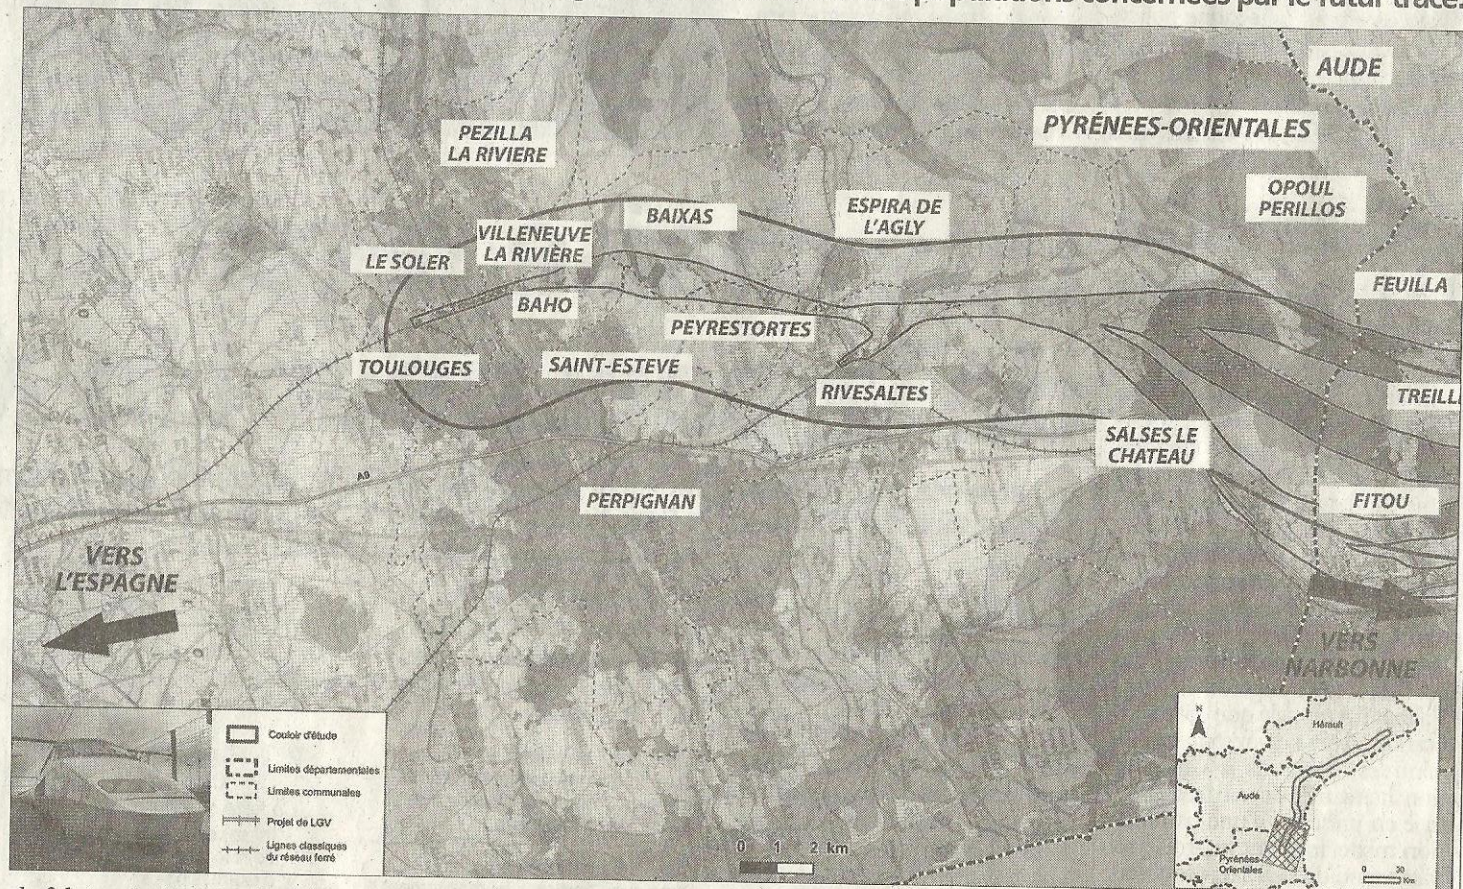 populations concernées par le futur tracé.
AUDE
PYRÉNEES-ORIENTALES
PEZILLA
LA RIVIERE
OPOUL
PERILLOS
ESPIRA DE
L'AGLY
BAIXAS
VILLENEUVE
LA RIVIÈRE
LE SOLER
FEUILLA
BAHO
PEYRESTORTES
TOULOUGES
SAINT-ESTEVE
RIVESALTES
TREILL
SALSES LE
CHATEAU
A9
PERPIGNAN
FITOU
VERS
L'ESPAGNE
VERS
NARBONNE
Couloir d'étude
Limites départementales
Limites communales
Projet de LGV
Lignes classiques
du réseau ferré
0 1 2 km
N
Hérault
Aude
Pyrénées
Orientales